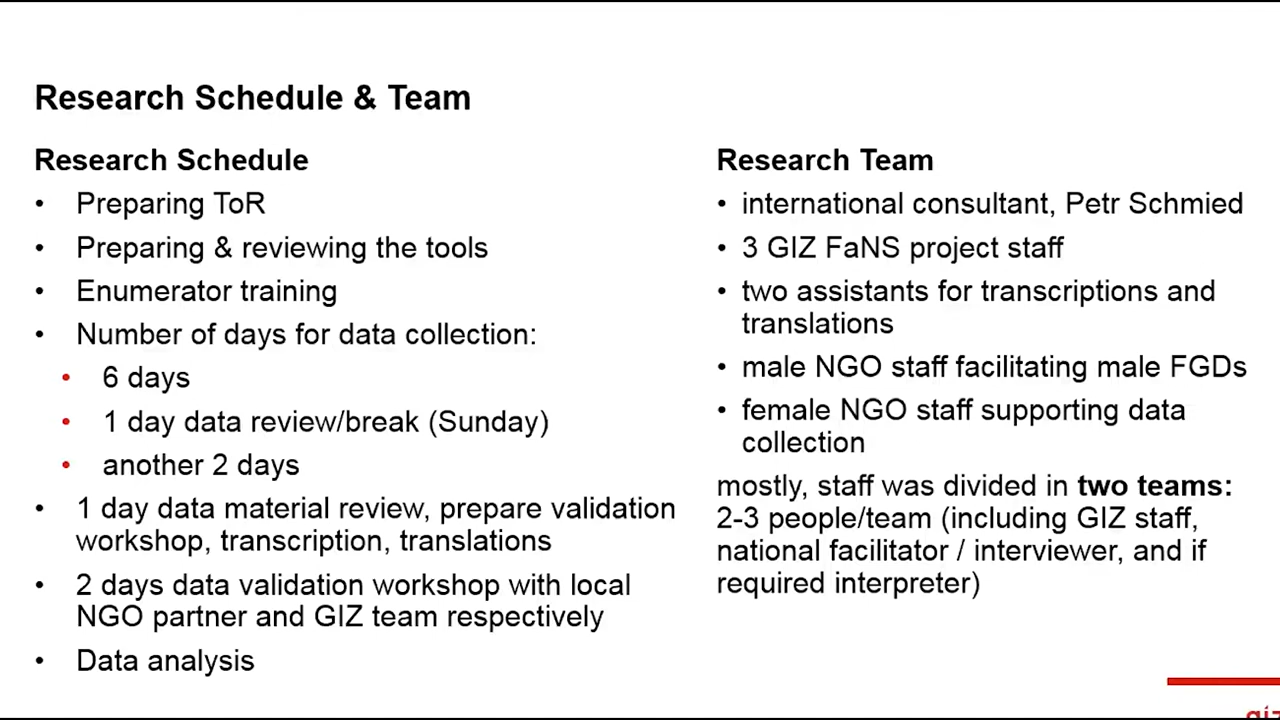 Research Schedule & Team
Research Schedule
• Preparing ToR
• Preparing & reviewing the tools
• Enumerator training
• Number of days for data collection:
• 6 days
• 1 day data review/break (Sunday)
• another 2 days
• 1 day data material review, prepare validation
workshop, transcription, translations
• 2 days data validation workshop with local
NGO partner and GIZ team respectively
• Data analysis
Research Team
• international consultant, Petr Schmied
• 3 GIZ FaNS project staff
• two assistants for transcriptions and
translations
• male NGO staff facilitating male FGDs
• female NGO staff supporting data
collection
mostly, staff was divided in two teams:
2-3 people/team (including GIZ staff,
national facilitator / interviewer, and if
required interpreter)